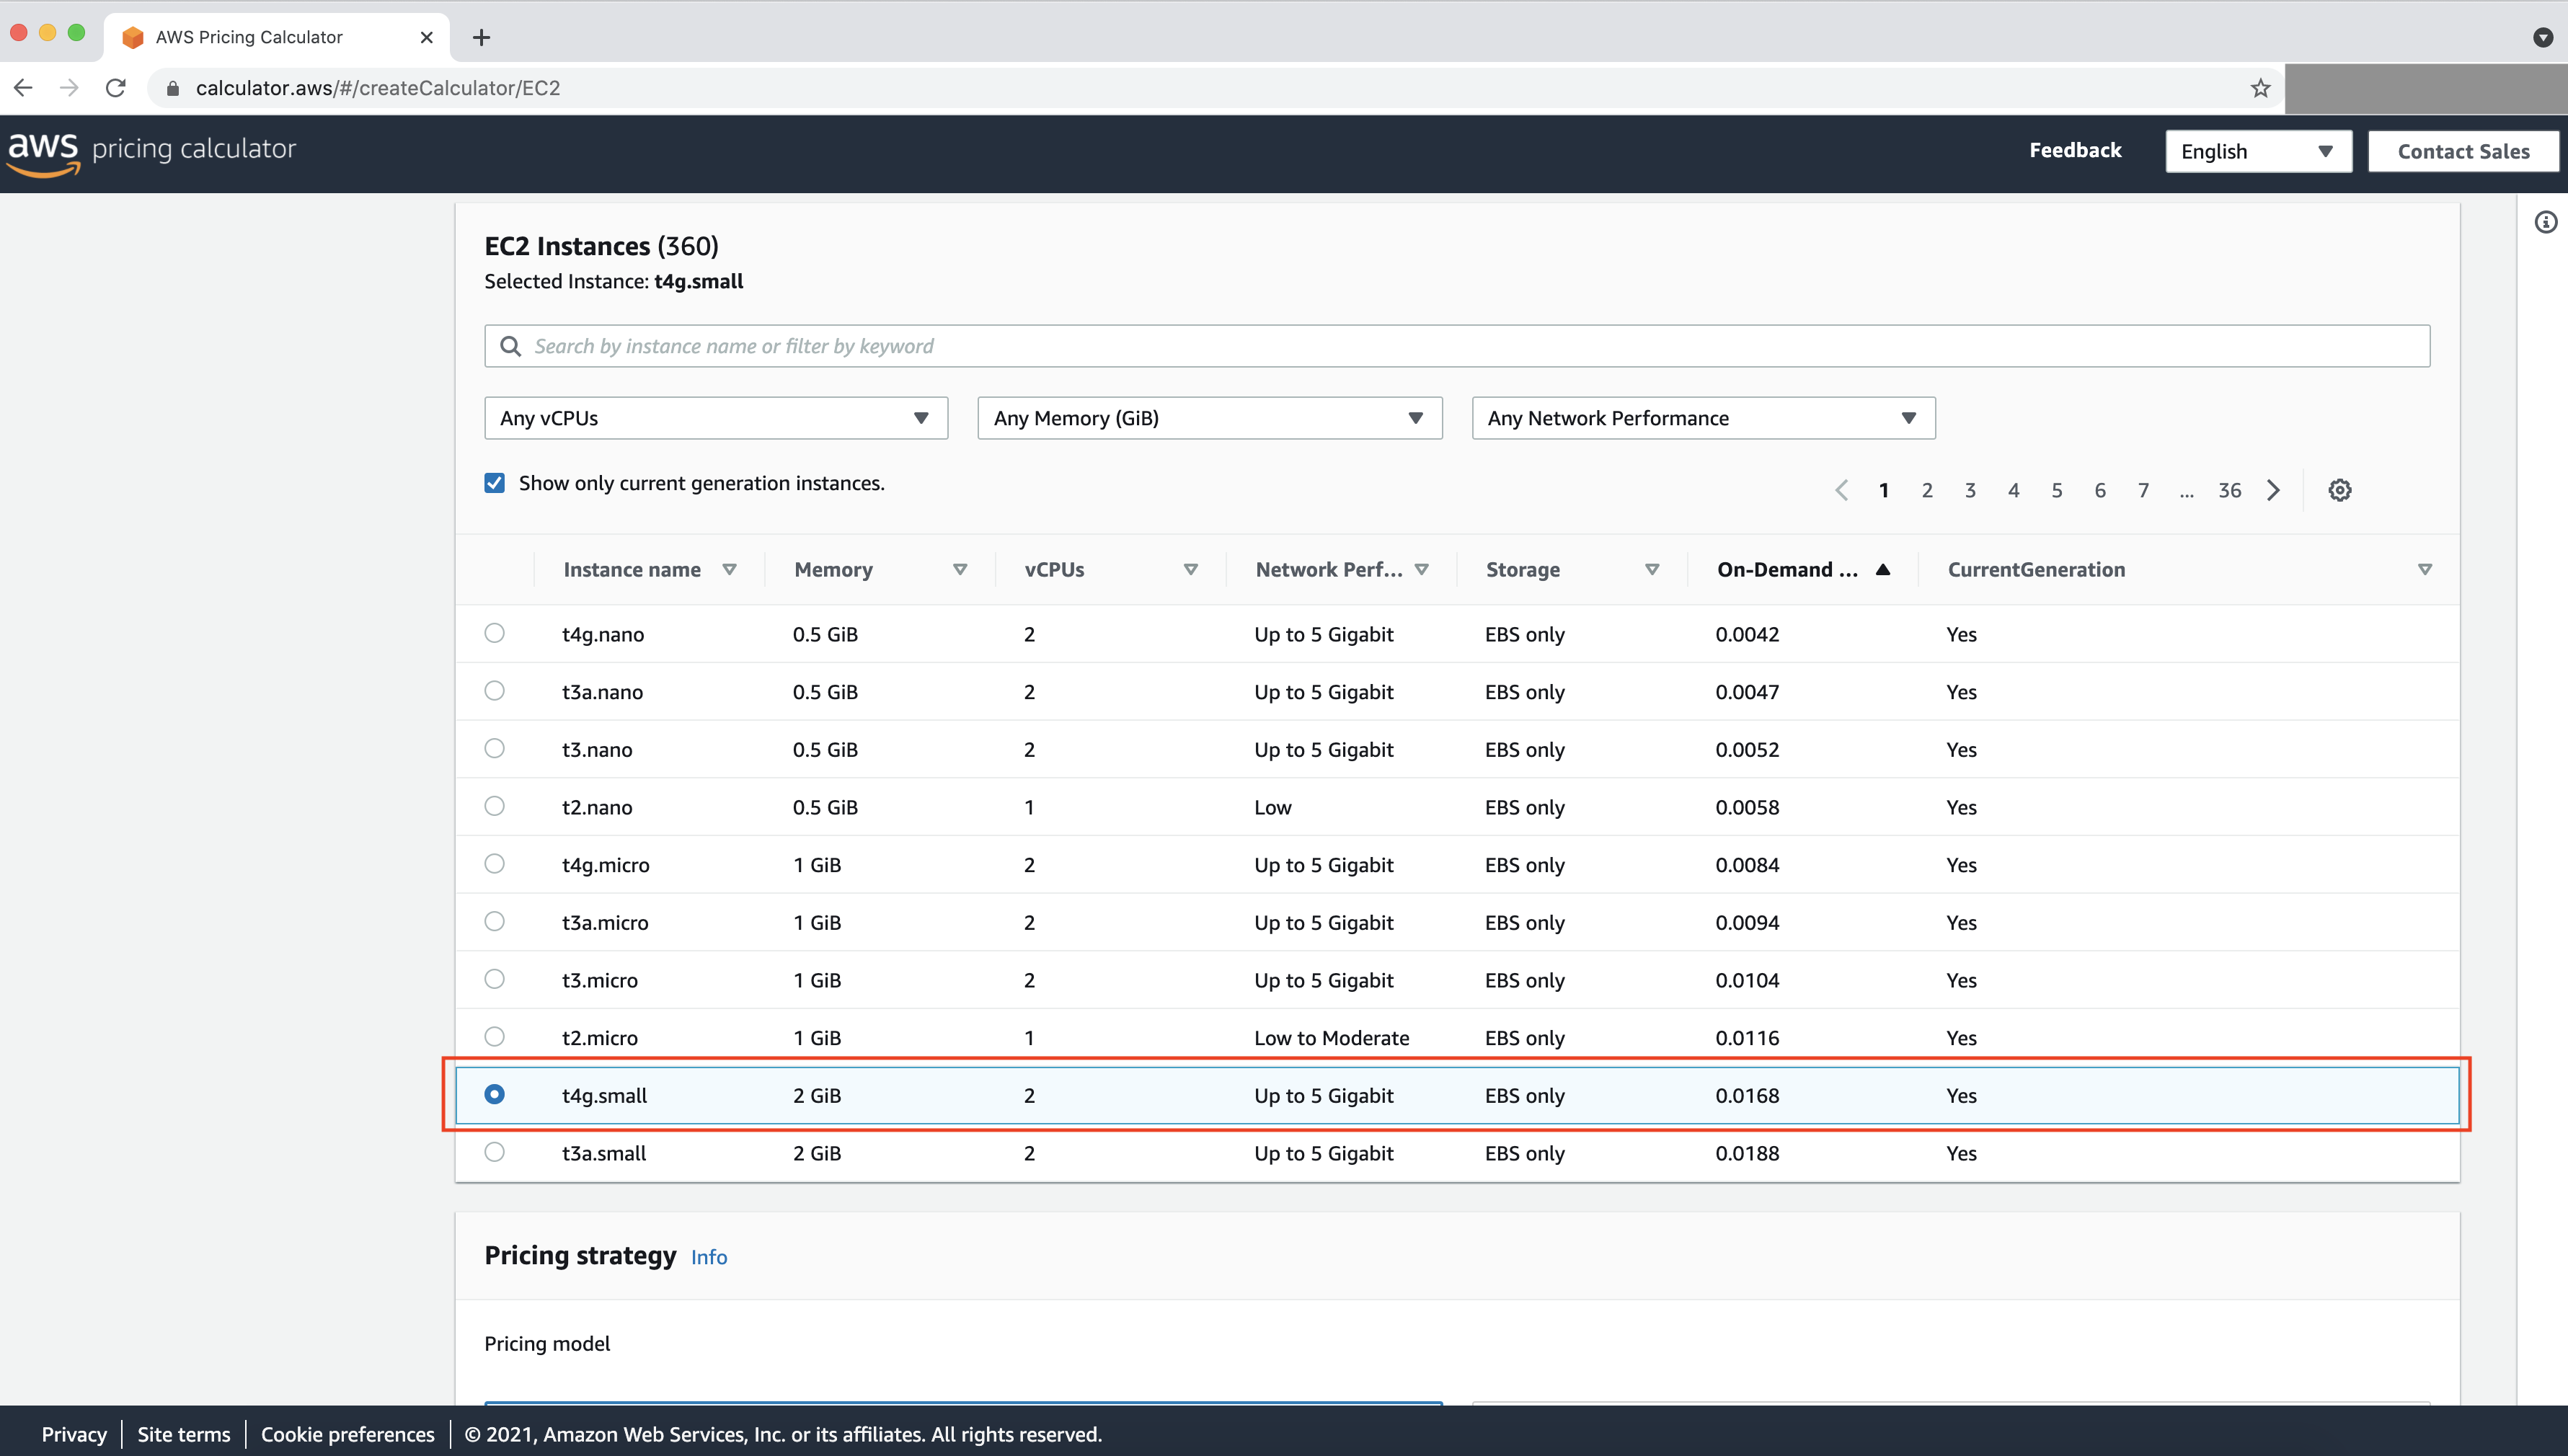 AWS Pricing Calculator
calculator.aws/#/createCalculator/EC2
aws pricing calculator
Feedback
English
Contact Sales
EC2 Instances (360)
Selected Instance: t4g.small
Search by instance name or filter by keyword
Any vCPUs
Any Memory (GiB)
Any Network Performance
Show only current generation instances.
1 2 3 4 5 6 7 ... 36
Instance name Memory vCPUs Network Perf... Storage On-Demand ... CurrentGeneration
t4g.nano 0.5 GiB 2 Up to 5 Gigabit EBS only 0.0042 Yes
t3a.nano 0.5 GiB 2 Up to 5 Gigabit EBS only 0.0047 Yes
t3.nano 0.5 GiB 2 Up to 5 Gigabit EBS only 0.0052 Yes
t2.nano 0.5 GiB 1 Low EBS only 0.0058 Yes
t4g.micro 1 GiB 2 Up to 5 Gigabit EBS only 0.0084 Yes
t3a.micro 1 GiB 2 Up to 5 Gigabit EBS only 0.0094 Yes
t3.micro 1 GiB 2 Up to 5 Gigabit EBS only 0.0104 Yes
t2.micro 1 GiB 1 Low to Moderate EBS only 0.0116 Yes
t4g.small 2 GiB 2 Up to 5 Gigabit EBS only 0.0168 Yes
t3a.small 2 GiB 2 Up to 5 Gigabit EBS only 0.0188 Yes
Pricing strategy Info
Pricing model
Privacy Site terms Cookie preferences © 2021, Amazon Web Services, Inc. or its affiliates. All rights reserved.